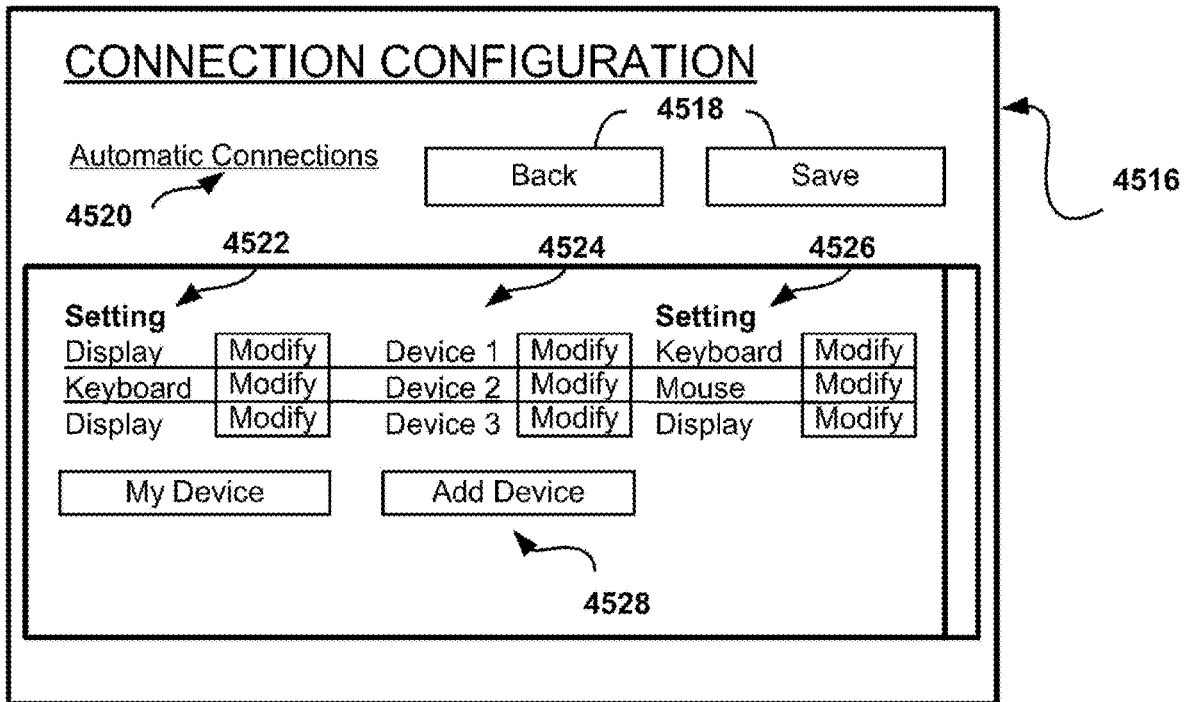 CONNECTION CONFIGURATION
4518
Automatic Connections
Back
Save
4516
4520
4522
4524
4526
Setting
Setting
Display Modify Device 1 Modify Keyboard Modify
Keyboard Modify Device 2 Modify Mouse Modify
Display Modify Device 3 Modify Display Modify
My Device
Add Device
4528